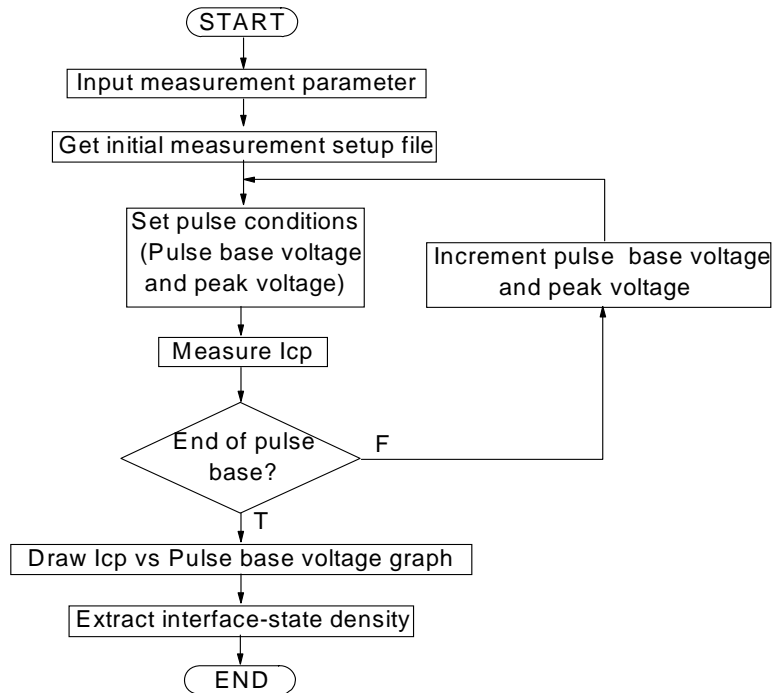 START
Input measurement parameter
Get initial measurement setup file
Set pulse conditions
(Pulse base voltage
and peak voltage)
Increment pulse base voltage
and peak voltage
Measure Icp
End of pulse
base?
F
T
Draw Icp vs Pulse base voltage graph
Extract interface-state density
END